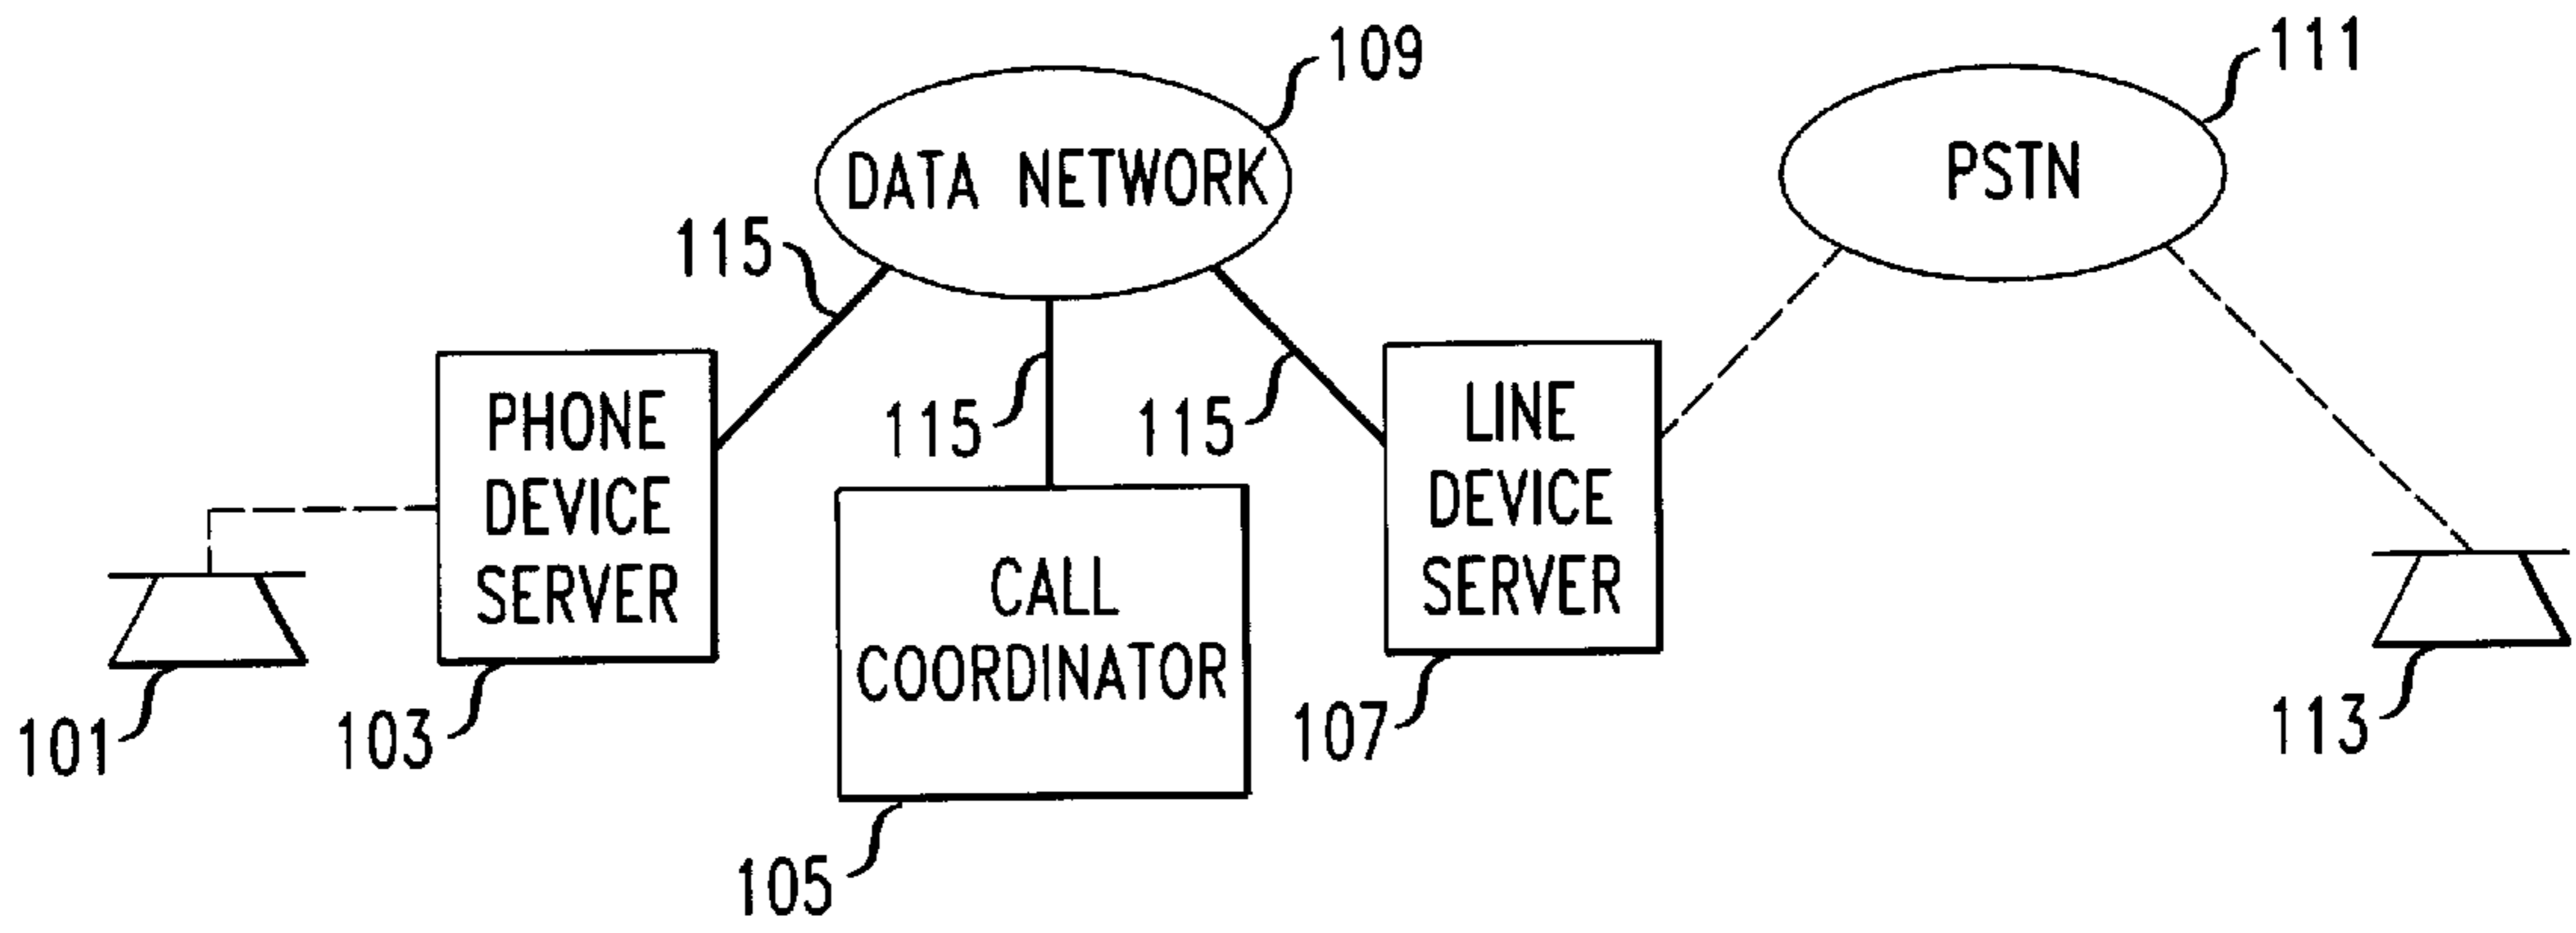 109
111
DATA NETWORK
PSTN
115
115
115
PHONE
DEVICE
SERVER
LINE
DEVICE
SERVER
CALL
COORDINATOR
101
103
107
113
105